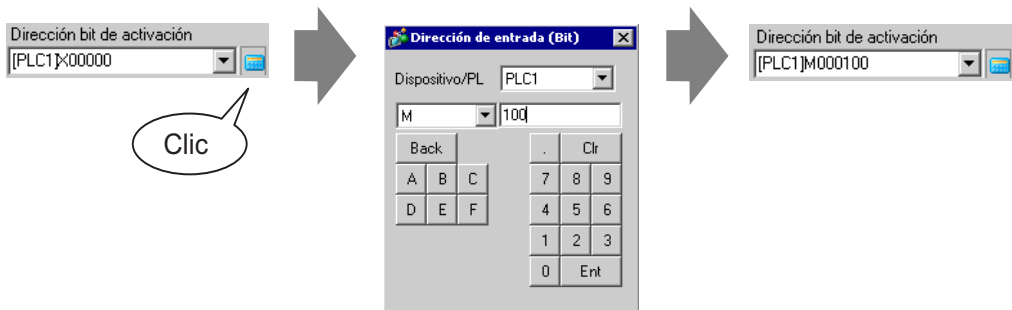 Dirección bit de activación
[PLC1]X00000
Clic
Dirección de entrada (Bit)
Dispositivo/PL PLC1
M 100
Back . Clr
A B C 7 8 9
D E F 4 5 6
1 2 3
0 Ent
Dirección bit de activación
[PLC1]M000100